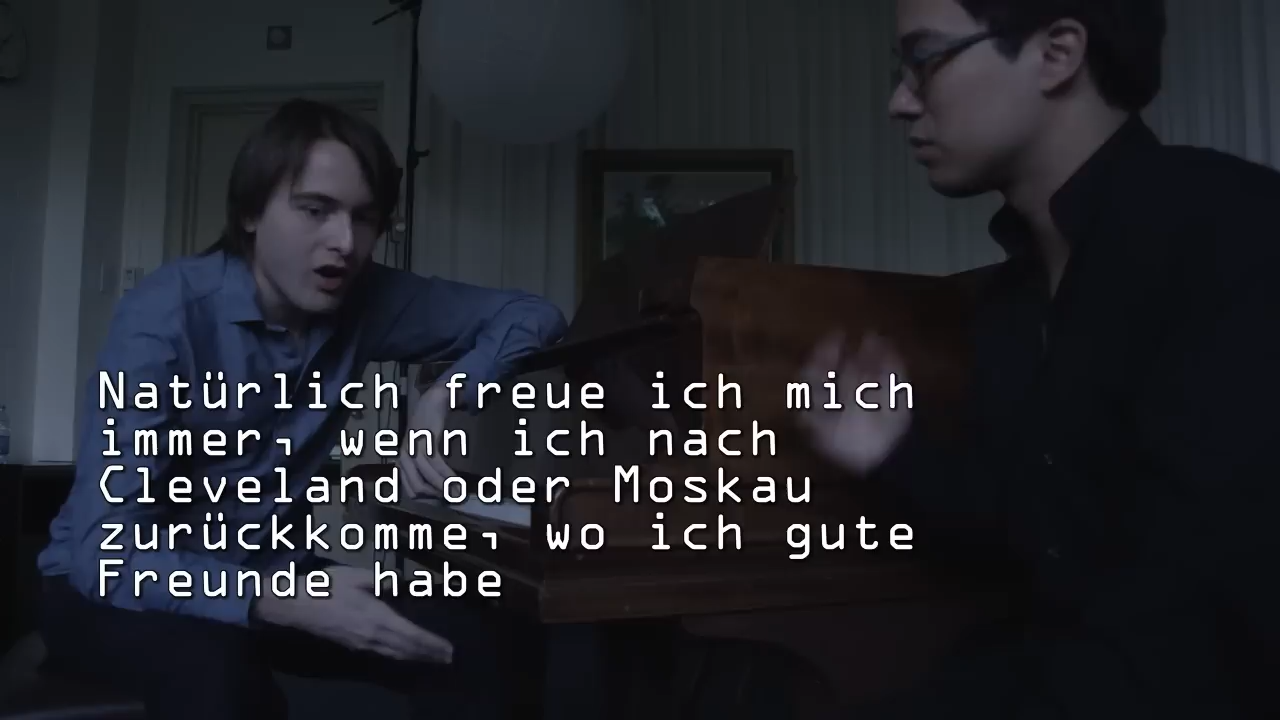 Natürlich freue ich mich
immer, wenn ich nach
Cleveland oder Moskau
zurückkomme, wo ich gute
Freunde habe